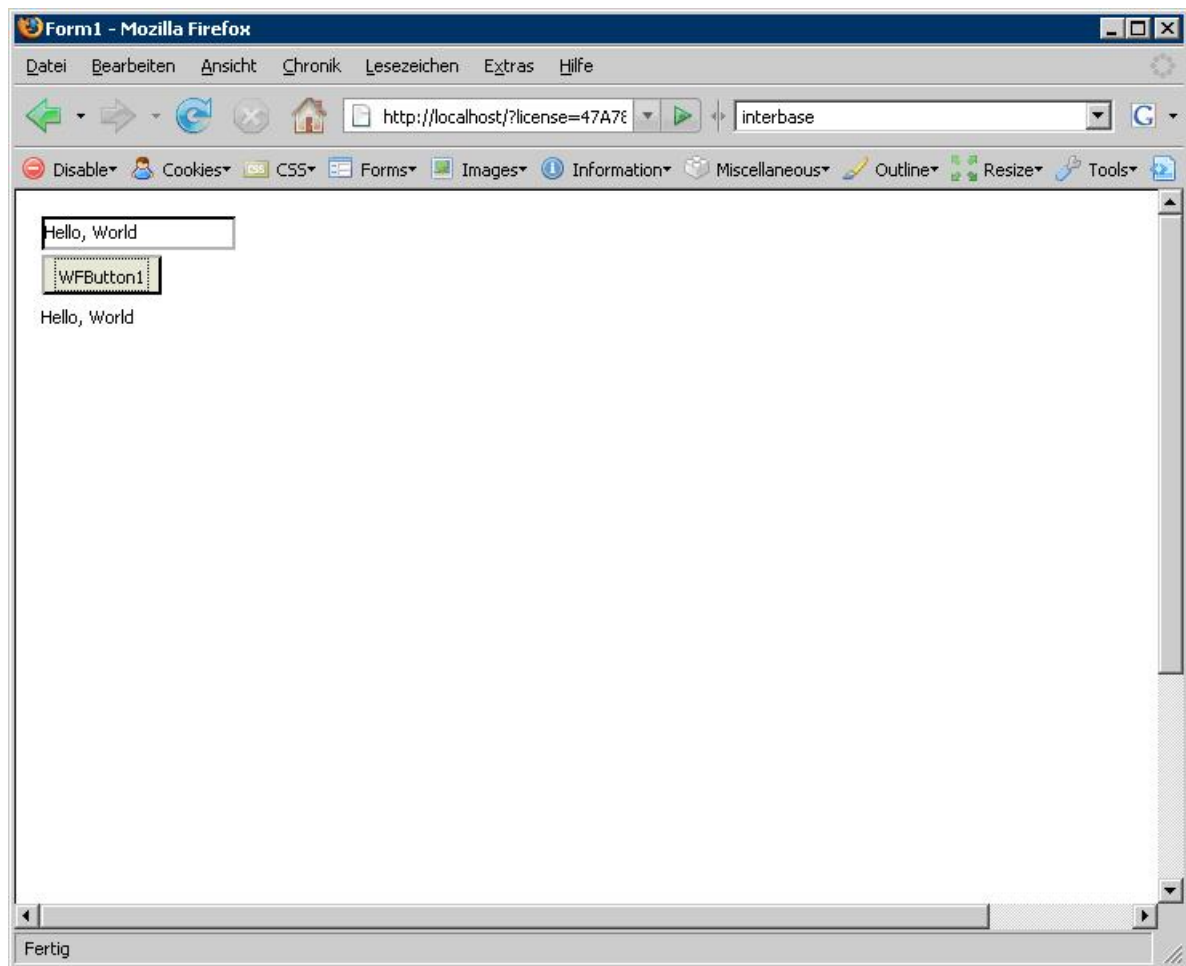 Form1 - Mozilla Firefox
Datei Bearbeiten Ansicht Chronik Lesezeichen Extras Hilfe
http://localhost/?license=47A78 interbase G
Disable Cookies CSS Forms Images Information Miscellaneous Outline Resize Tools
Hello, World
WFButton1
Hello, World
Fertig